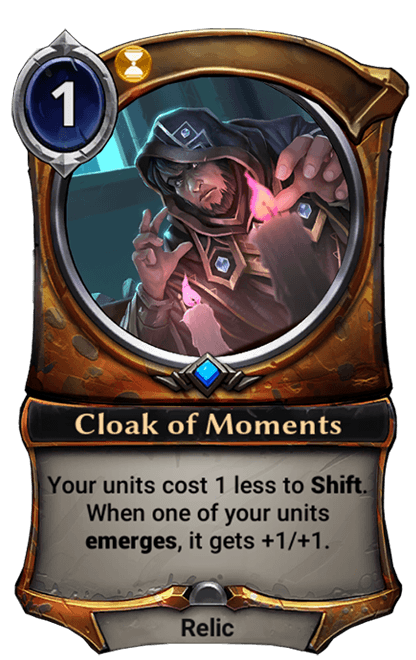 1
Cloak of Moments
Your units cost 1 less to Shift.
When one of your units
emerges, it gets +1/+1.
Relic